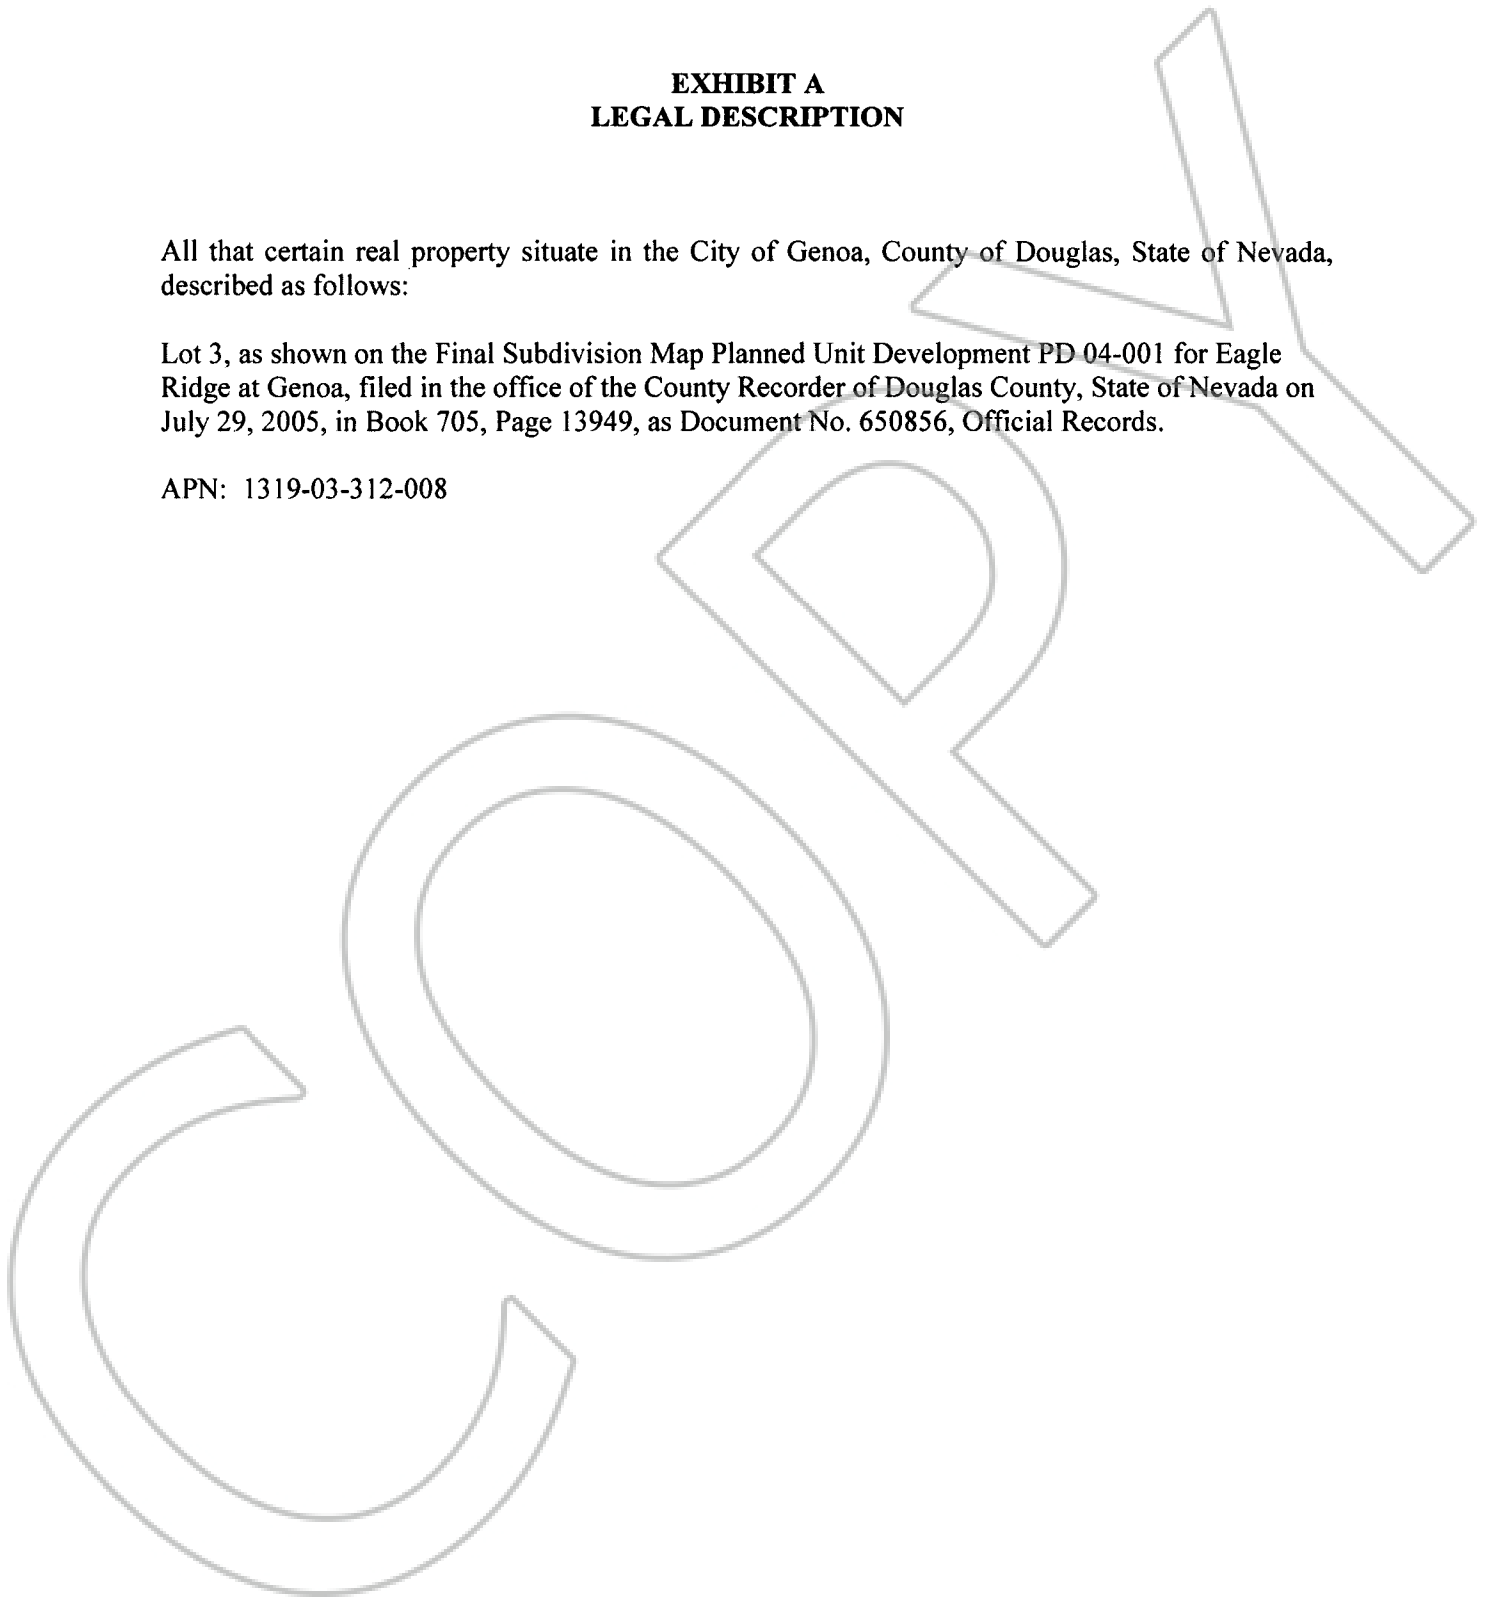 EXHIBIT A
LEGAL DESCRIPTION
All that certain real property situate in the City of Genoa, County of Douglas, State of Nevada,
described as follows:
Lot 3, as shown on the Final Subdivision Map Planned Unit Development PD 04-001 for Eagle
Ridge at Genoa, filed in the office of the County Recorder of Douglas County, State of Nevada on
July 29, 2005, in Book 705, Page 13949, as Document No. 650856, Official Records.
APN: 1319-03-312-008
COPY